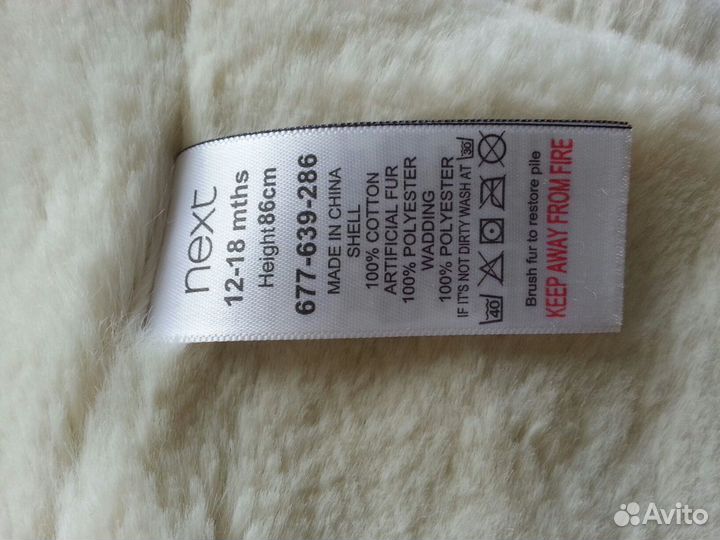 next
12-18 mths
Height 86cm
677-639-286
MADE IN CHINA
SHELL
100% COTTON
ARTIFICIAL FUR
100% POLYESTER
WADDING
100% POLYESTER
IF IT'S NOT DIRTY WASH AT 30
40
Brush fur to restore pile
KEEP AWAY FROM FIRE
Avito